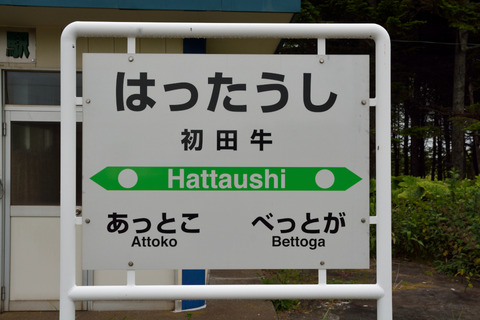 はったうし
初田牛
Hattaushi
あっとこ べっとが
Attoko Bettoga